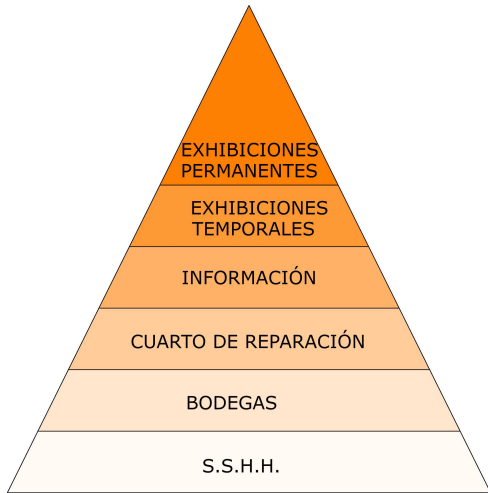 EXHIBICIONES
PERMANENTES
EXHIBICIONES
TEMPORALES
INFORMACIÓN
CUARTO DE REPARACIÓN
BODEGAS
S.S.H.H.